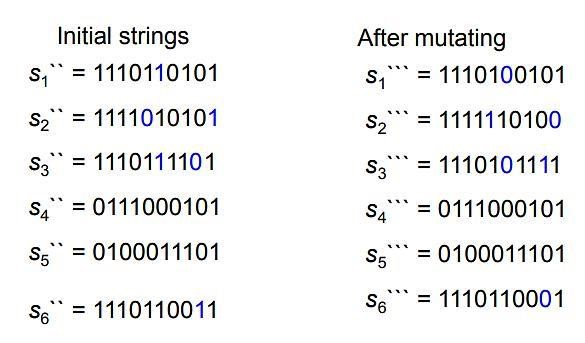 Initial strings
s1`` = 1110110101
s2`` = 1111010101
s3`` = 1110111101
s4`` = 0111000101
s5`` = 0100011101
s6`` = 1110110011
After mutating
s1``` = 1110100101
s2``` = 1111110100
s3``` = 1110101111
s4``` = 0111000101
s5``` = 0100011101
s6``` = 1110110001